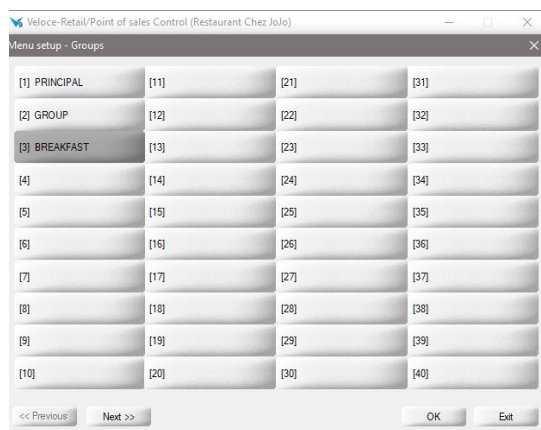 Veloce-Retail/Point of sales Control (Restaurant Chez JoJo)
Menu setup - Groups
[1] PRINCIPAL [11] [21] [31]
[2] GROUP [12] [22] [32]
[3] BREAKFAST [13] [23] [33]
[4] [14] [24] [34]
[5] [15] [25] [35]
[6] [16] [26] [36]
[7] [17] [27] [37]
[8] [18] [28] [38]
[9] [19] [29] [39]
[10] [20] [30] [40]
<< Previous Next >> OK Exit